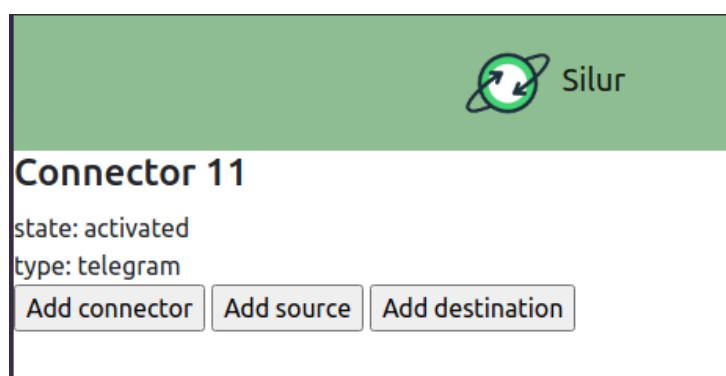 Silur
Connector 11
state: activated
type: telegram
Add connector Add source Add destination